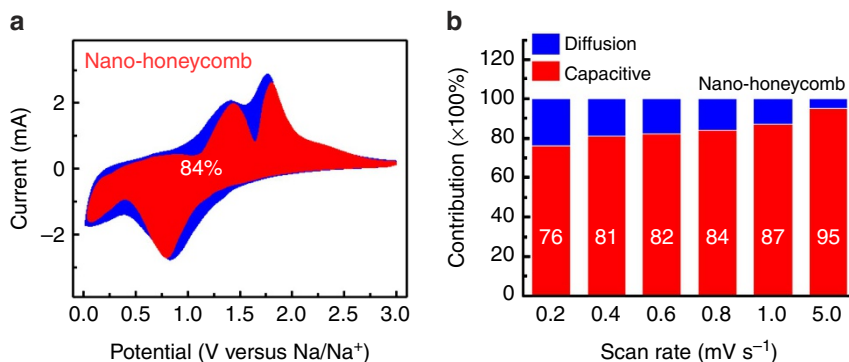 a
Nano-honeycomb
2
0
−2
84%
0.0 0.5 1.0 1.5 2.0 2.5 3.0
Current (mA)
Potential (V versus Na/Na⁺)
b
Diffusion
Capacitive
Nano-honeycomb
120
100
80
60
40
20
0
76 81 82 84 87 95
0.2 0.4 0.6 0.8 1.0 5.0
Contribution (×100%)
Scan rate (mV s⁻¹)